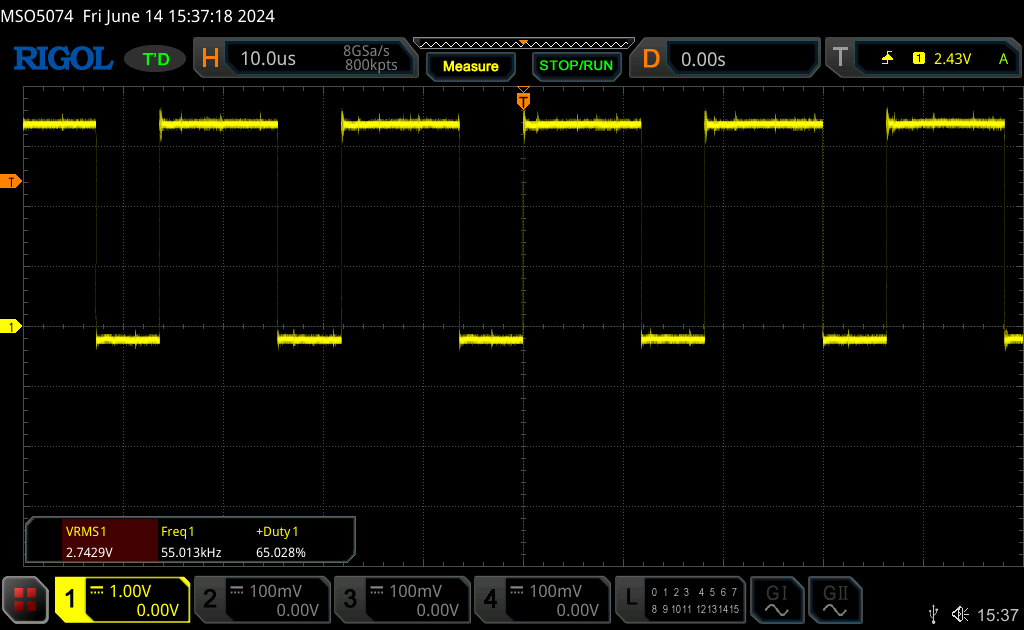 MSO5074 Fri June 14 15:37:18 2024
RIGOL T'D H 10.0us 8GSa/s 800kpts Measure STOP/RUN D 0.00s T 1 2.43V A
T
T
1
VRMS1 Freq1 +Duty1
2.7429V 55.013kHz 65.028%
1 1.00V 0.00V 2 100mV 0.00V 3 100mV 0.00V 4 100mV 0.00V L 0 1 2 3 4 5 6 7 GI GII
8 9 10 11 12 13 14 15
15:37